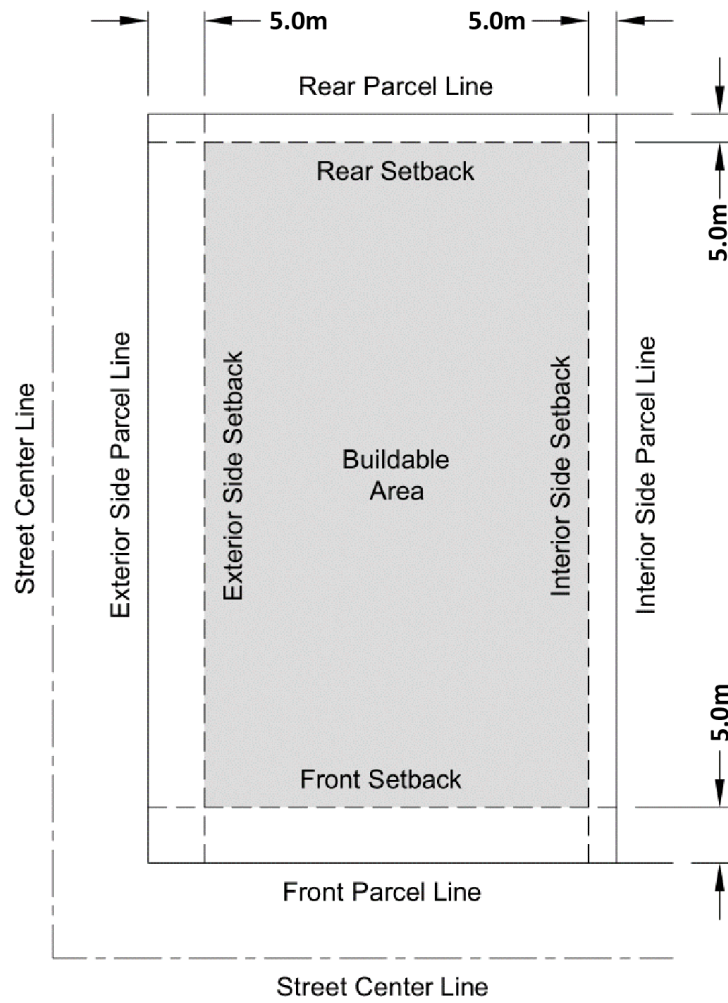 5.0m
5.0m
Rear Parcel Line
Rear Setback
5.0m
Street Center Line
Exterior Side Parcel Line
Exterior Side Setback
Buildable
Area
Interior Side Setback
Interior Side Parcel Line
5.0m
Front Setback
Front Parcel Line
Street Center Line